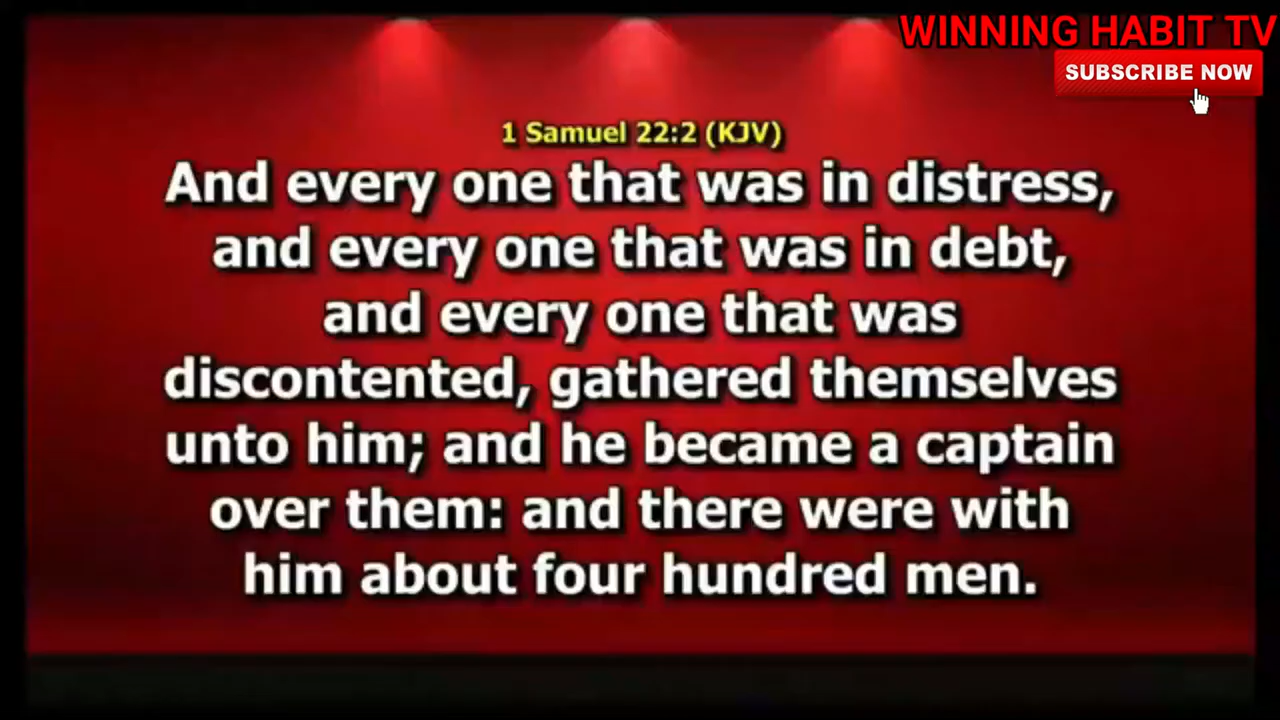 WINNING HABIT TV
SUBSCRIBE NOW
1 Samuel 22:2 (KJV)
And every one that was in distress,
and every one that was in debt,
and every one that was
discontented, gathered themselves
unto him; and he became a captain
over them: and there were with
him about four hundred men.